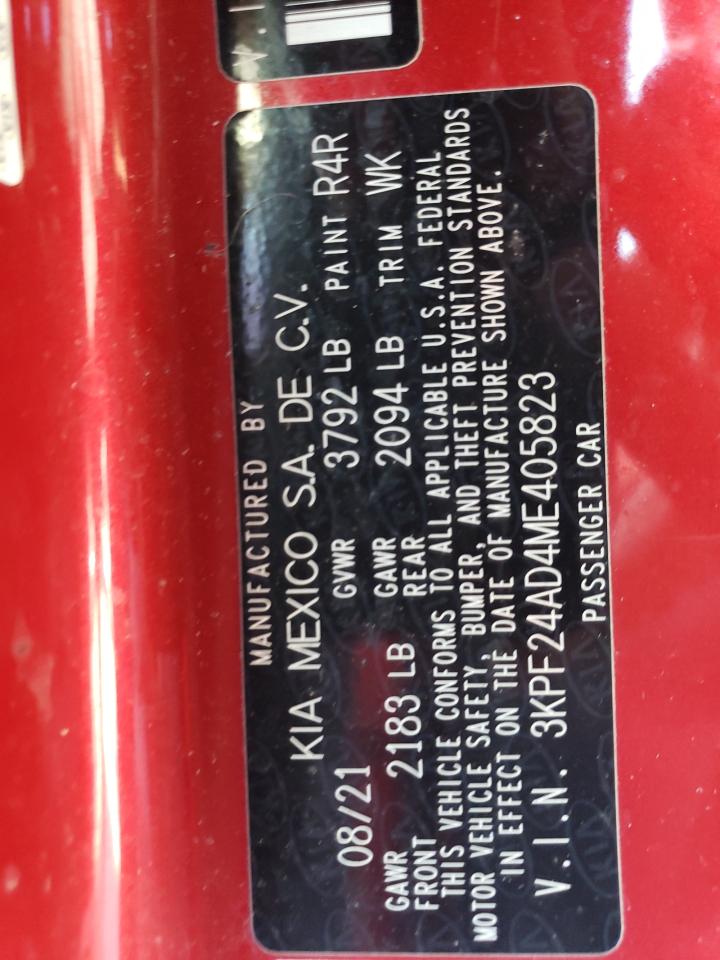 MANUFACTURED BY
KIA MEXICO S.A. DE C.V.
08/21 GVWR 3792 LB PAINT R4R
GAWR FRONT 2183 LB GAWR REAR 2094 LB TRIM WK
THIS VEHICLE CONFORMS TO ALL APPLICABLE U.S.A. FEDERAL
MOTOR VEHICLE SAFETY, BUMPER, AND THEFT PREVENTION STANDARDS
IN EFFECT ON THE DATE OF MANUFACTURE SHOWN ABOVE.
V.I.N. 3KPF24AD4ME405823
PASSENGER CAR